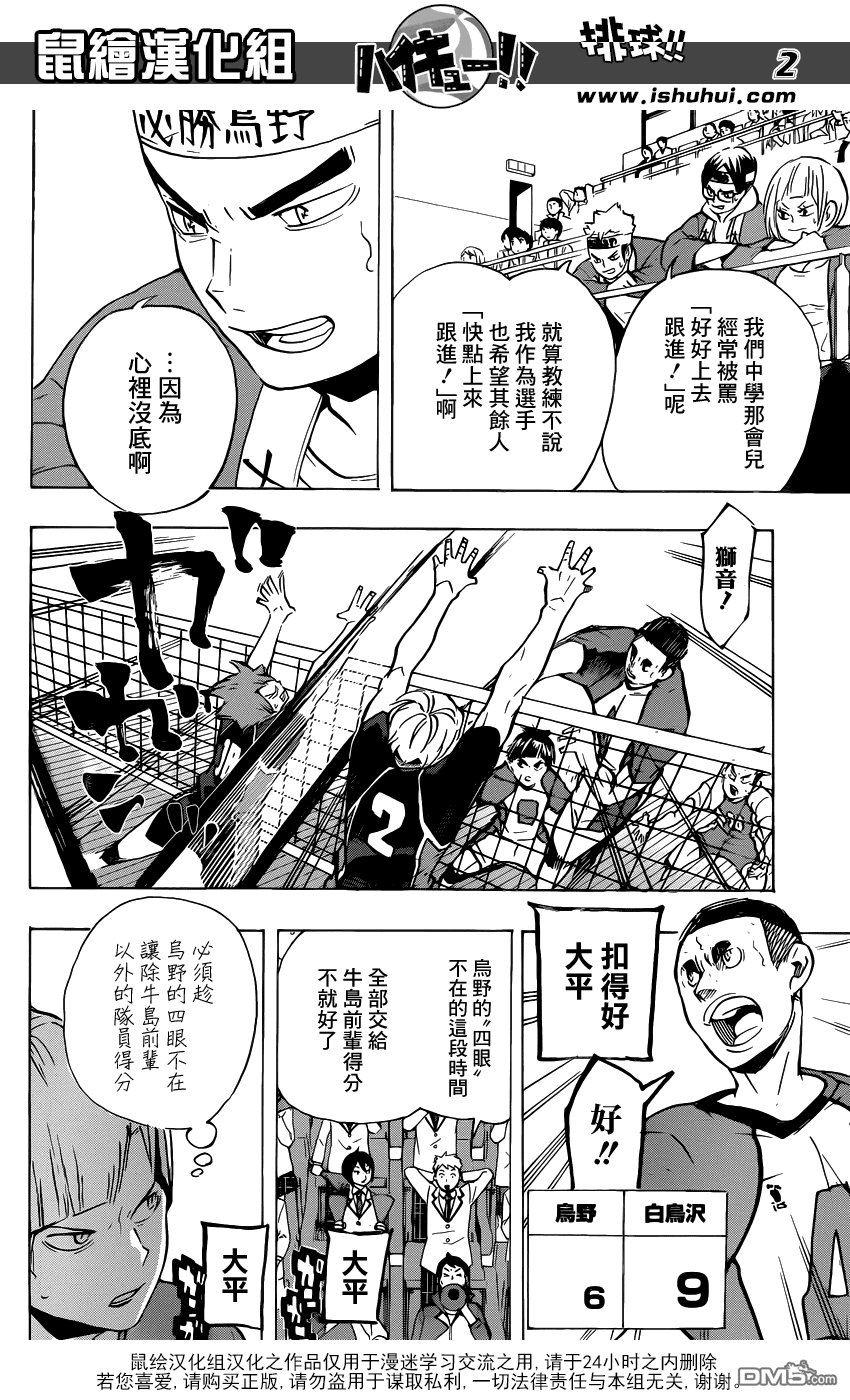 鼠繪漢化組
ハイキュー!!
排球!!
2
www.ishuhui.com
必勝烏野
我們中學那會兒
經常被罵
「好好上去
跟進！」呢
就算教練不說
我作為選手
也希望其餘人
「快點上來
跟進！」啊
…因為
心裡沒底啊
獅音！
ガガッ
2
扣得好
大平
好!!
烏野
白鳥沢
6
9
烏野的〝四眼〞
不在的這段時間
全部交給
牛島前輩得分
不就好了
大平
必須趁
烏野的四眼不在
讓除牛島前輩
以外的隊員得分
大平
鼠绘汉化组汉化之作品仅用于漫迷学习交流之用, 请于24小时之内删除
若您喜爱, 请购买正版, 请勿盗用于谋取私利, 一切法律责任与本组无关, 谢谢。
DM5.com